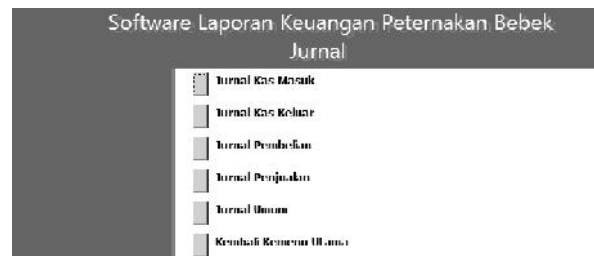 Software Laporan Keuangan Peternakan Bebek
Jurnal
Jurnal Kas Masuk
Jurnal Kas Keluar
Jurnal Pembelian
Jurnal Penjualan
Jurnal Umum
Kembali Kemenu Utama